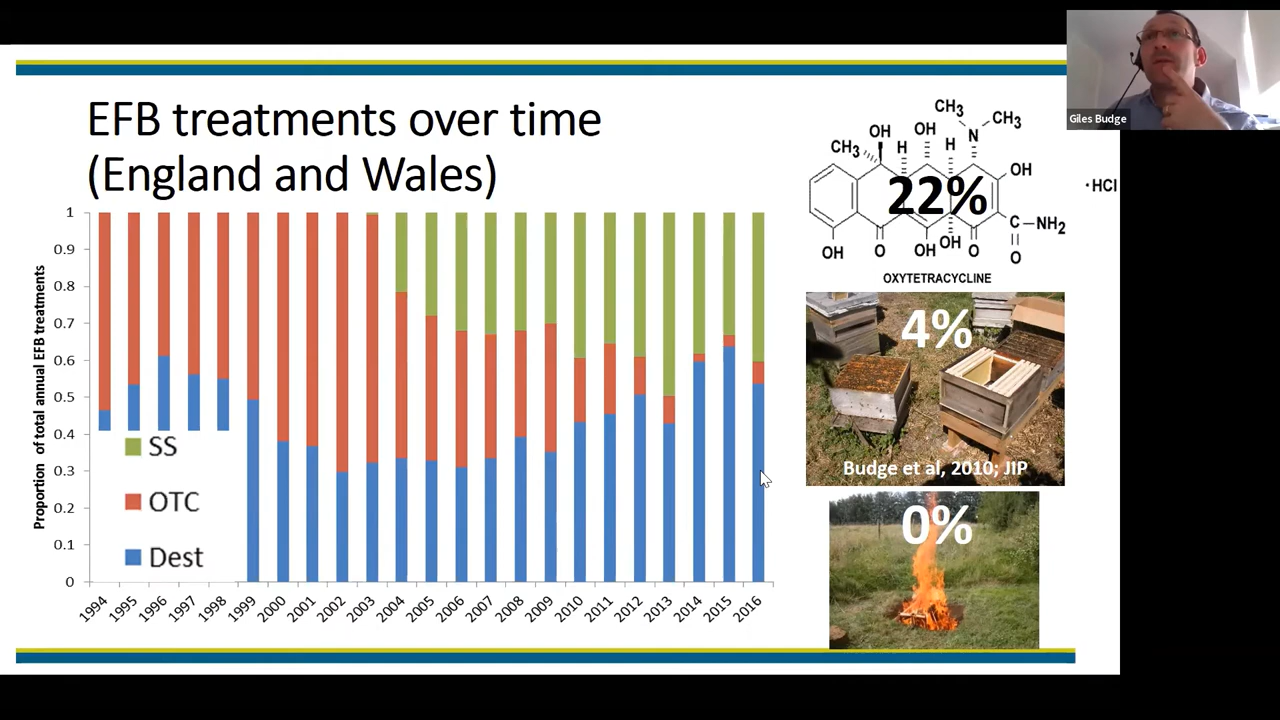 EFB treatments over time
(England and Wales)
Proportion of total annual EFB treatments
1
0.9
0.8
0.7
0.6
0.5
0.4
0.3
0.2
0.1
0
SS
OTC
Dest
1994
1995
1996
1997
1998
1999
2000
2001
2002
2003
2004
2005
2006
2007
2008
2009
2010
2011
2012
2013
2014
2015
2016
CH₃
N
CH₃
OH
OH
H
H
CH₃
OH
22%
·HCl
C
NH₂
OH
O
OH
OH
O
O
OXYTETRACYCLINE
4%
Budge et al, 2010; JIP
0%
Giles Budge